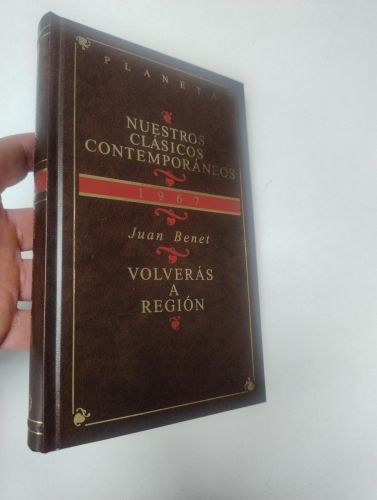 PLANETA
NUESTROS
CLÁSICOS
CONTEMPORÁNEOS
1967
Juan Benet
VOLVERÁS
A
REGIÓN